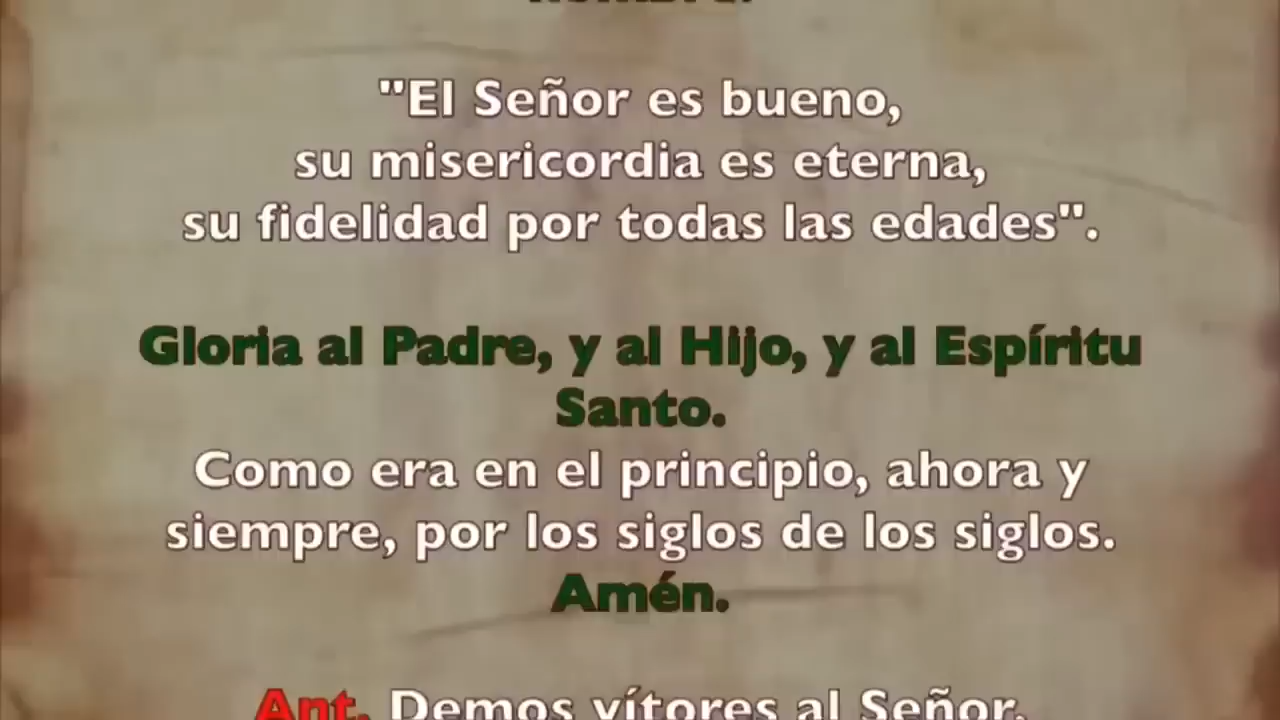 "El Señor es bueno,
su misericordia es eterna,
su fidelidad por todas las edades".
Gloria al Padre, y al Hijo, y al Espíritu
Santo.
Como era en el principio, ahora y
siempre, por los siglos de los siglos.
Amén.
Ant. Demos vítores al Señor,